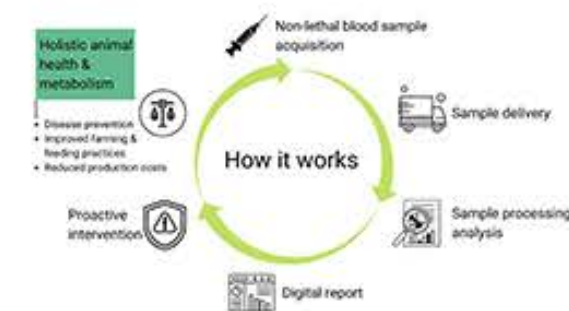 Holistic animal
health &
metabolism
• Disease prevention
• Improved farming &
feeding practices
• Reduced production costs
Non-lethal blood sample
acquisition
Sample delivery
How it works
Sample processing
analysis
Digital report
Proactive
intervention